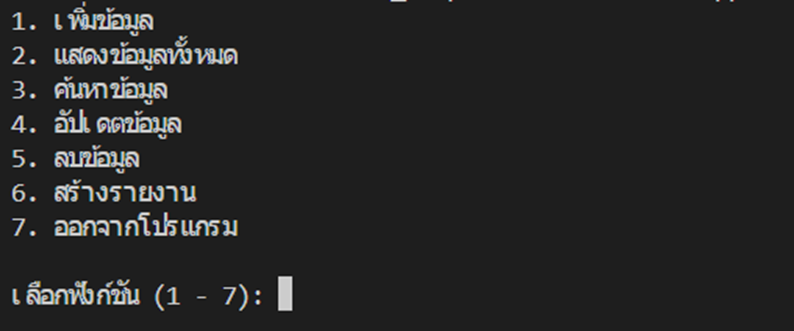 1. เพิ่มข้อมูล
2. แสดงข้อมูลทั้งหมด
3. ค้นหาข้อมูล
4. อัปเดตข้อมูล
5. ลบข้อมูล
6. สร้างรายงาน
7. ออกจากโปรแกรม
เลือกฟังก์ชัน (1 - 7):